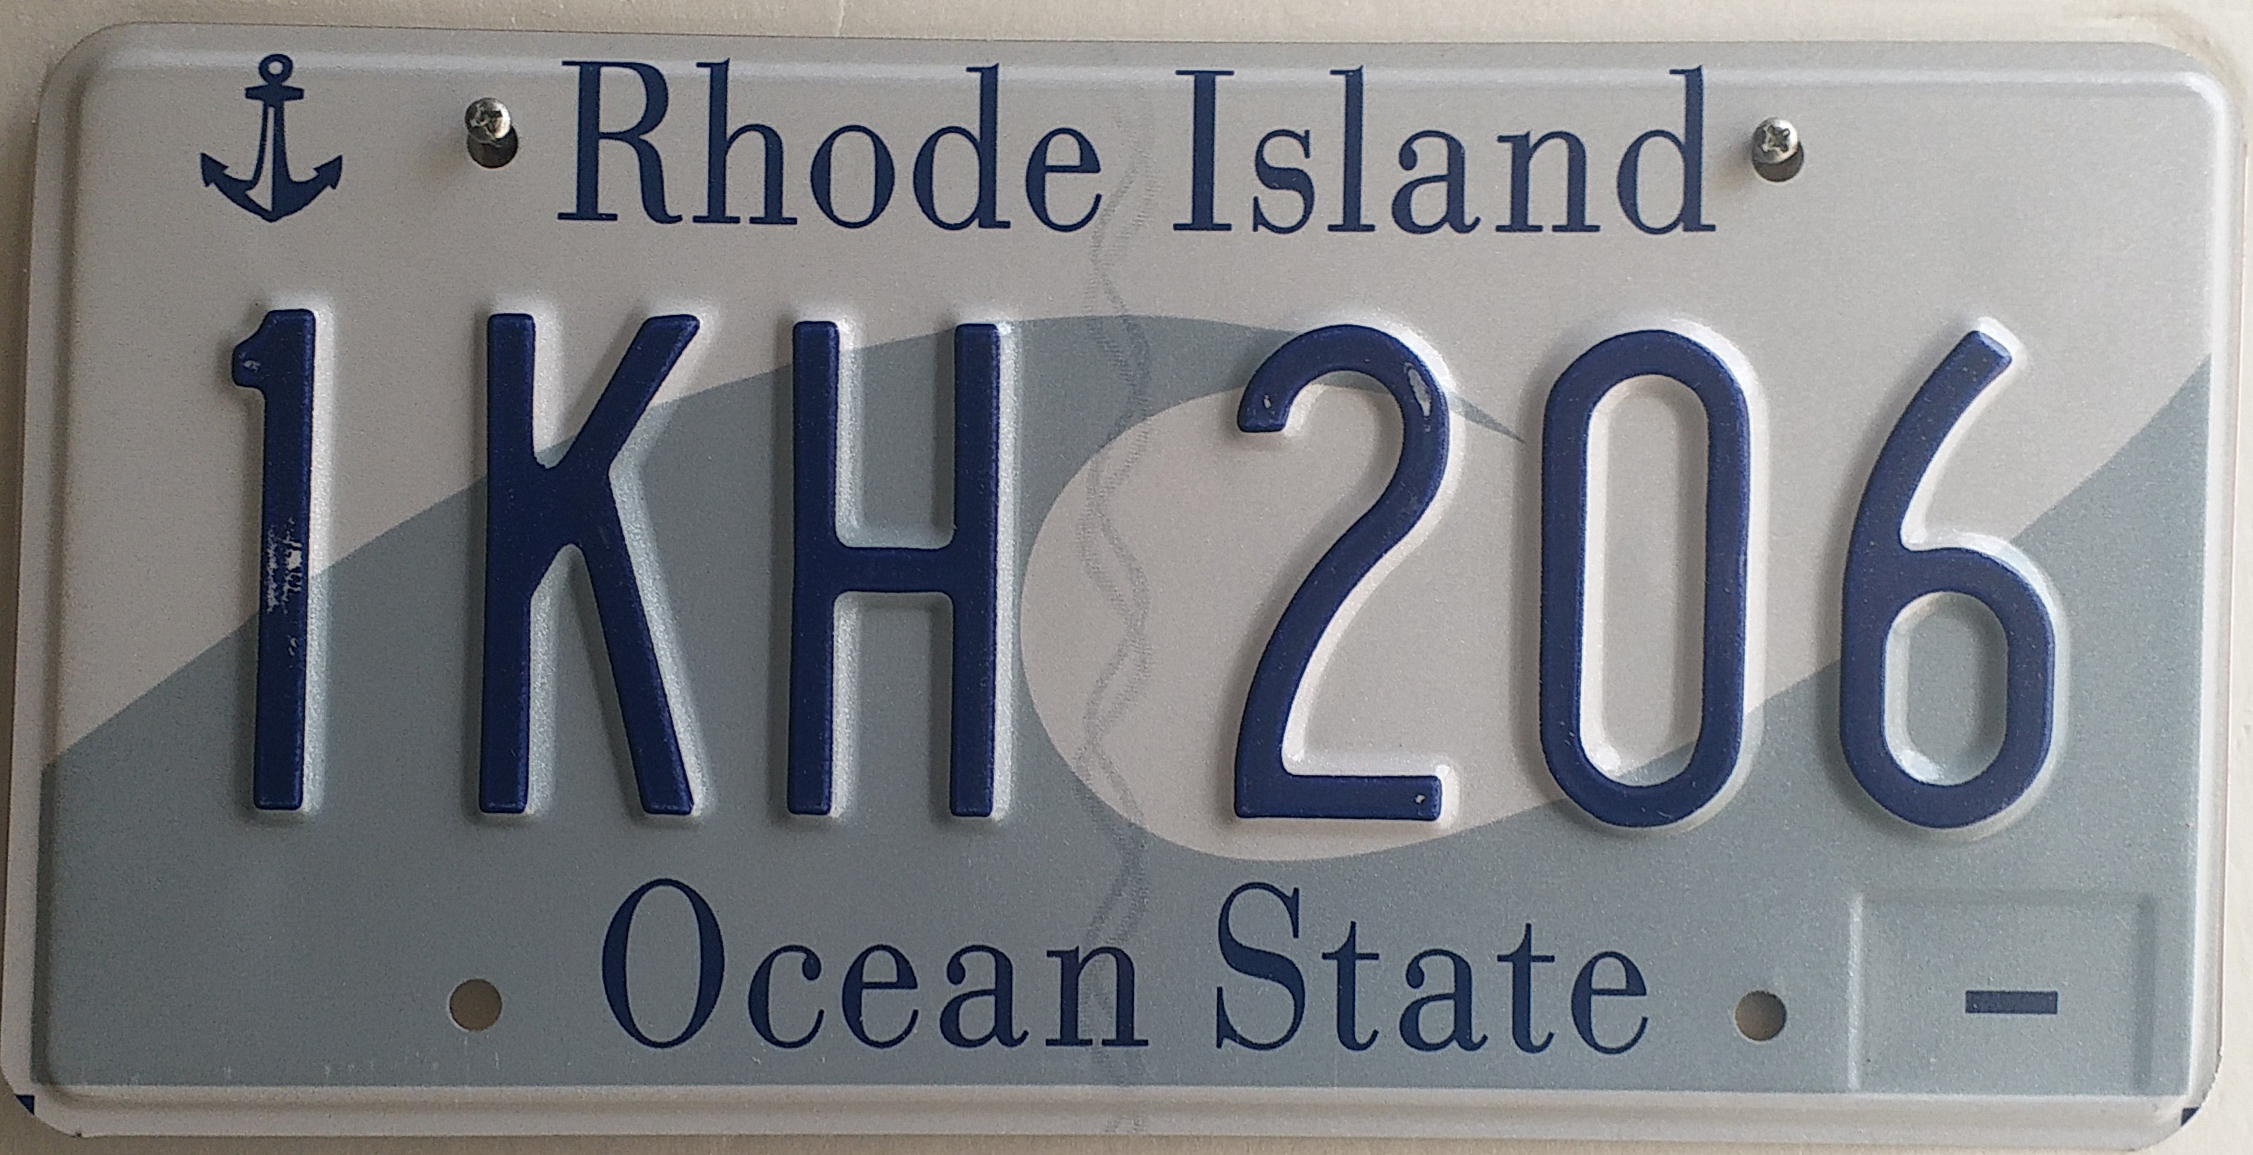 Rhode Island
1KH 206
Ocean State
-